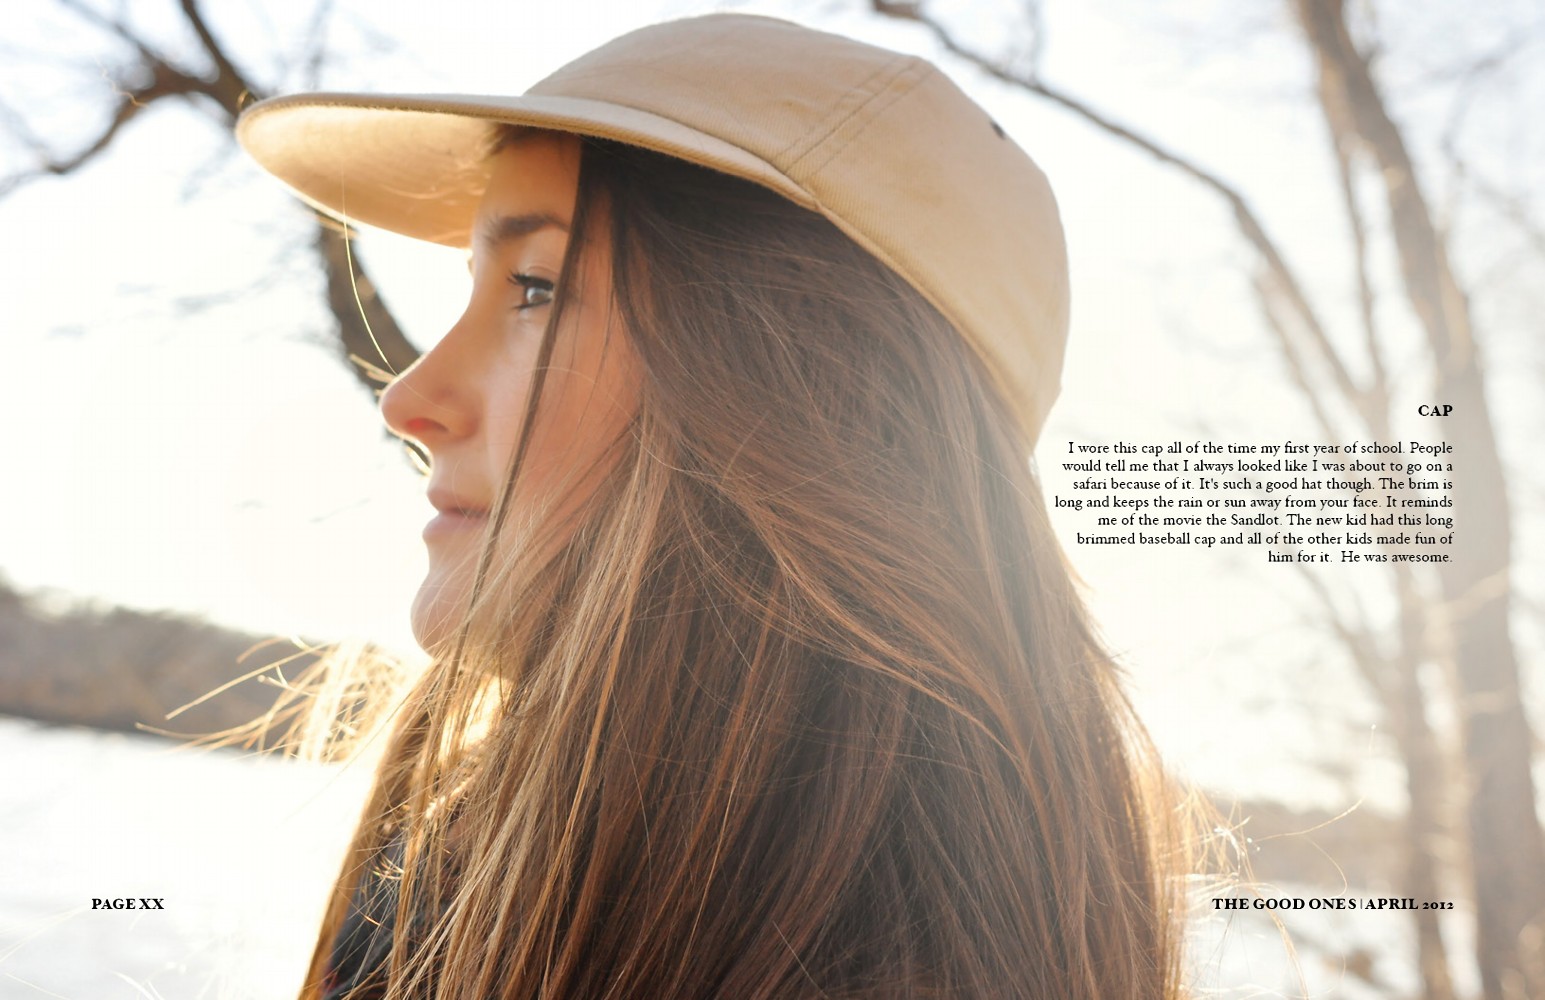 CAP
I wore this cap all of the time my first year of school. People
would tell me that I always looked like I was about to go on a
safari because of it. It's such a good hat though. The brim is
long and keeps the rain or sun away from your face. It reminds
me of the movie the Sandlot. The new kid had this long
brimmed baseball cap and all of the other kids made fun of
him for it.  He was awesome.
PAGE XX
THE GOOD ONES | APRIL 2012